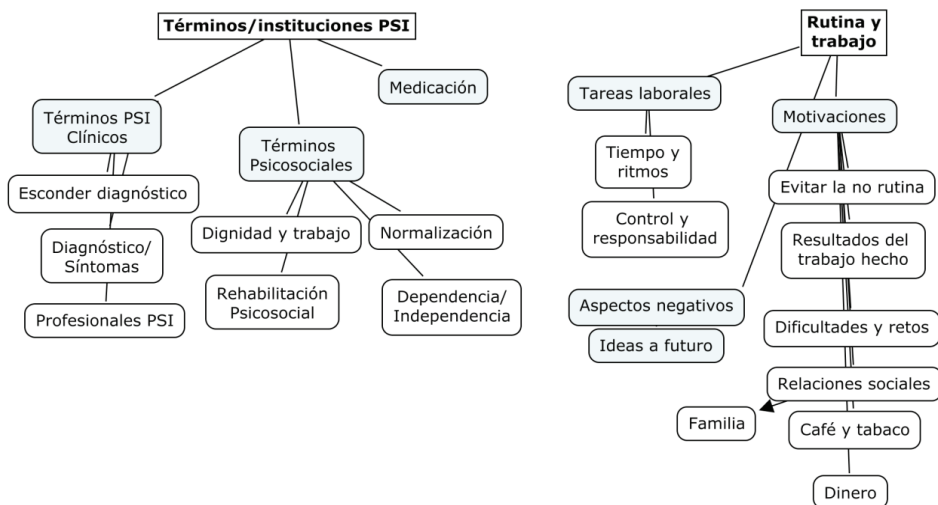 Términos/instituciones PSI
Medicación
Términos PSI
Clínicos
Términos
Psicosociales
Esconder diagnóstico
Dignidad y trabajo
Normalización
Diagnóstico/
Síntomas
Rehabilitación
Psicosocial
Dependencia/
Independencia
Profesionales PSI
Rutina y
trabajo
Tareas laborales
Motivaciones
Tiempo y
ritmos
Evitar la no rutina
Control y
responsabilidad
Resultados del
trabajo hecho
Aspectos negativos
Ideas a futuro
Dificultades y retos
Relaciones sociales
Familia
Café y tabaco
Dinero